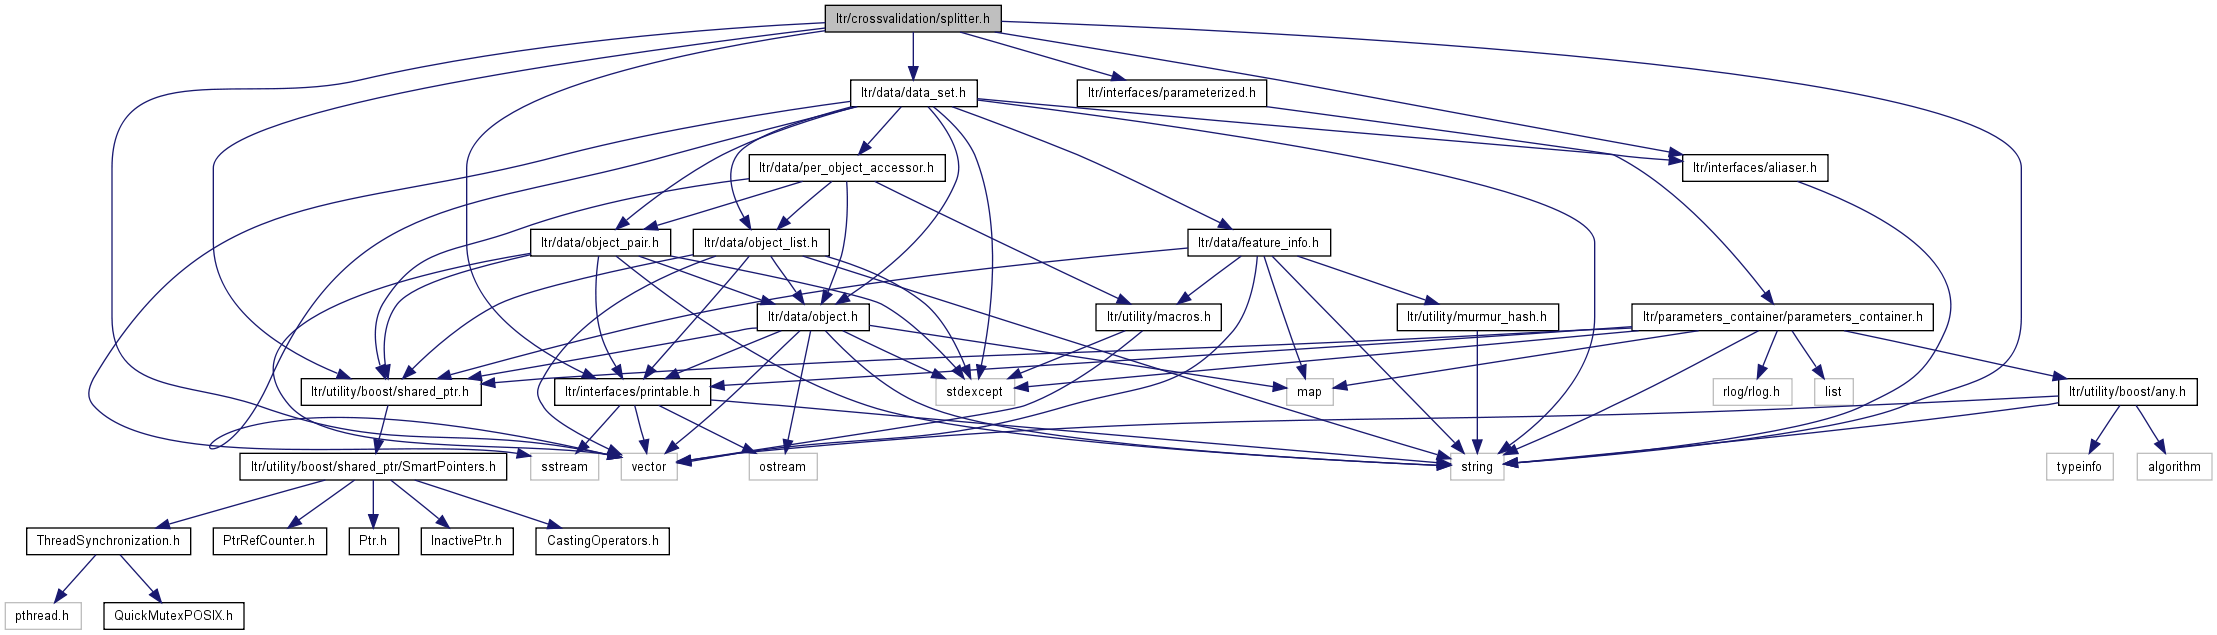 ltr/crossvalidation/splitter.h
ltr/data/data_set.h
ltr/interfaces/parameterized.h
ltr/data/per_object_accessor.h
ltr/interfaces/aliaser.h
ltr/data/object_pair.h
ltr/data/object_list.h
ltr/data/feature_info.h
ltr/data/object.h
ltr/utility/macros.h
ltr/utility/murmur_hash.h
ltr/parameters_container/parameters_container.h
ltr/utility/boost/shared_ptr.h
ltr/interfaces/printable.h
stdexcept
map
rlog/rlog.h
list
ltr/utility/boost/any.h
ltr/utility/boost/shared_ptr/SmartPointers.h
sstream
vector
ostream
string
typeinfo
algorithm
ThreadSynchronization.h
PtrRefCounter.h
Ptr.h
InactivePtr.h
CastingOperators.h
pthread.h
QuickMutexPOSIX.h